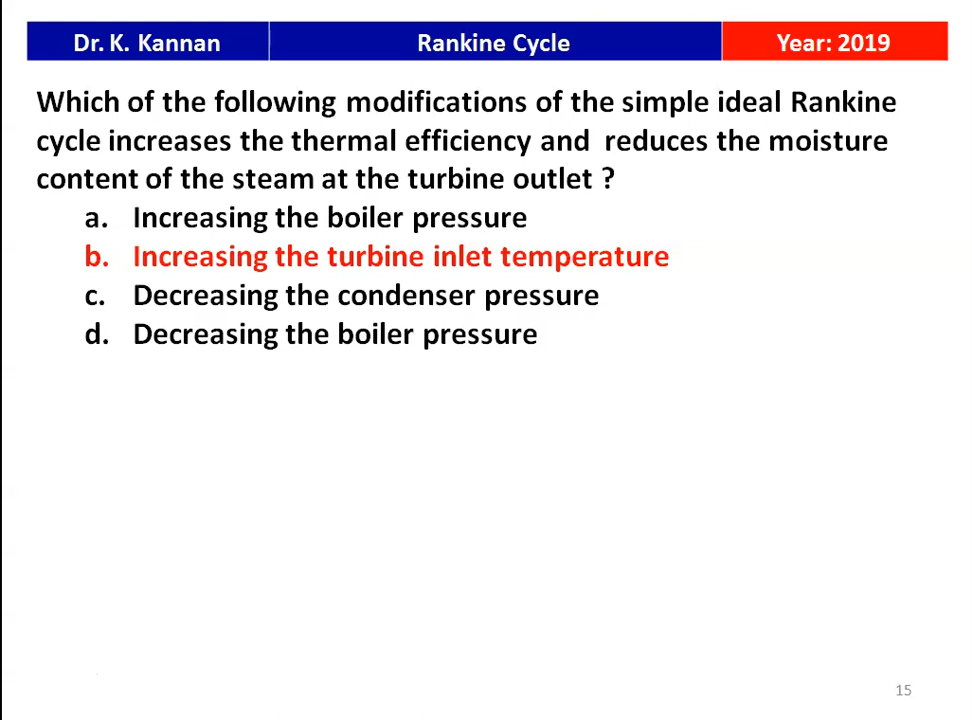 Dr. K. Kannan Rankine Cycle Year: 2019
Which of the following modifications of the simple ideal Rankine
cycle increases the thermal efficiency and reduces the moisture
content of the steam at the turbine outlet ?
a. Increasing the boiler pressure
b. Increasing the turbine inlet temperature
c. Decreasing the condenser pressure
d. Decreasing the boiler pressure
15